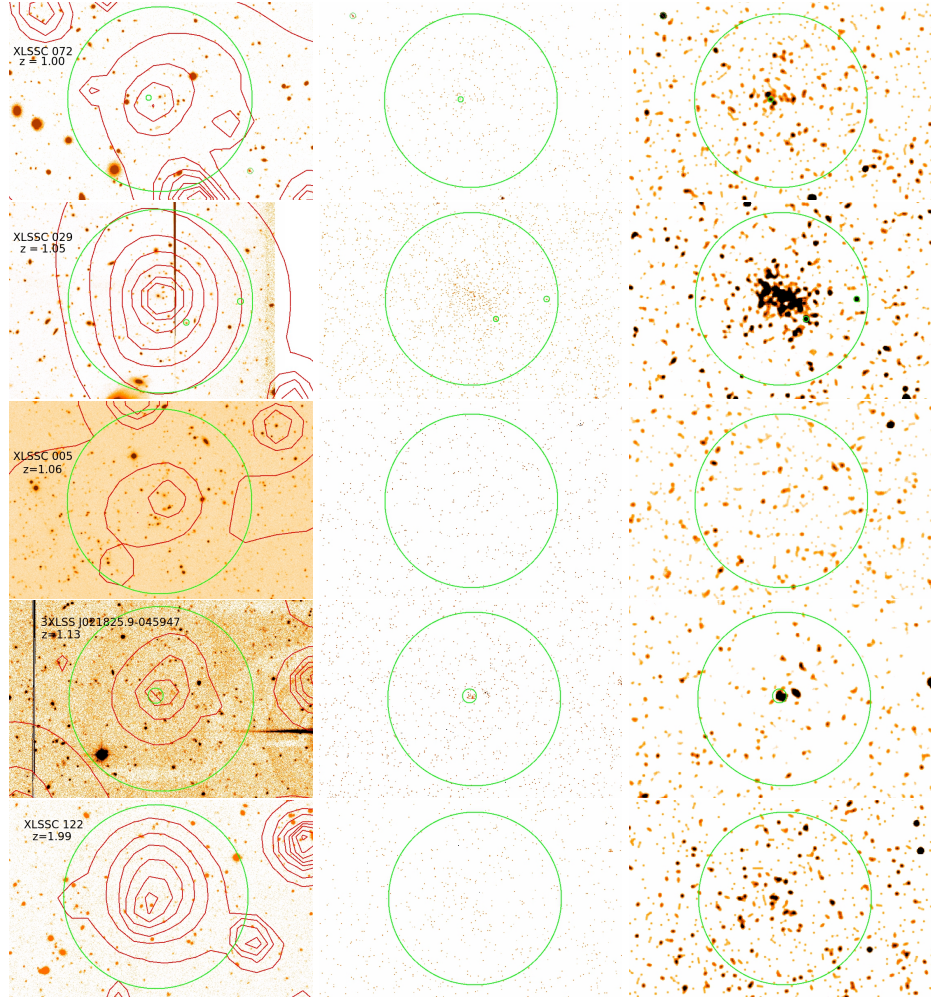 XLSSC 072
z = 1.00
XLSSC 029
z = 1.05
XLSSC 005
z=1.06
3XLSS J021825.9-045947
z=1.13
XLSSC 122
z=1.99